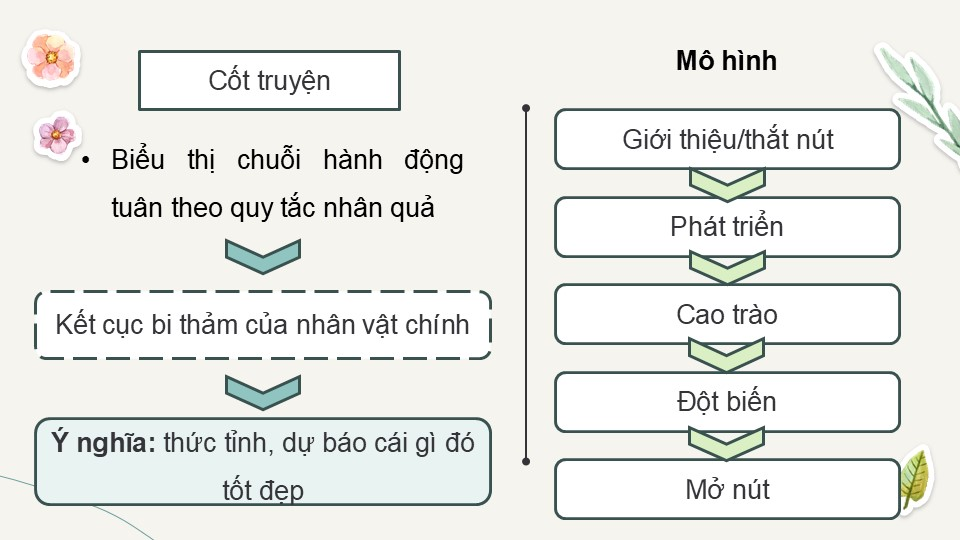 Cốt truyện
• Biểu thị chuỗi hành động
tuân theo quy tắc nhân quả
Kết cục bi thảm của nhân vật chính
Ý nghĩa: thức tỉnh, dự báo cái gì đó
tốt đẹp
Mô hình
Giới thiệu/thắt nút
Phát triển
Cao trào
Đột biến
Mở nút